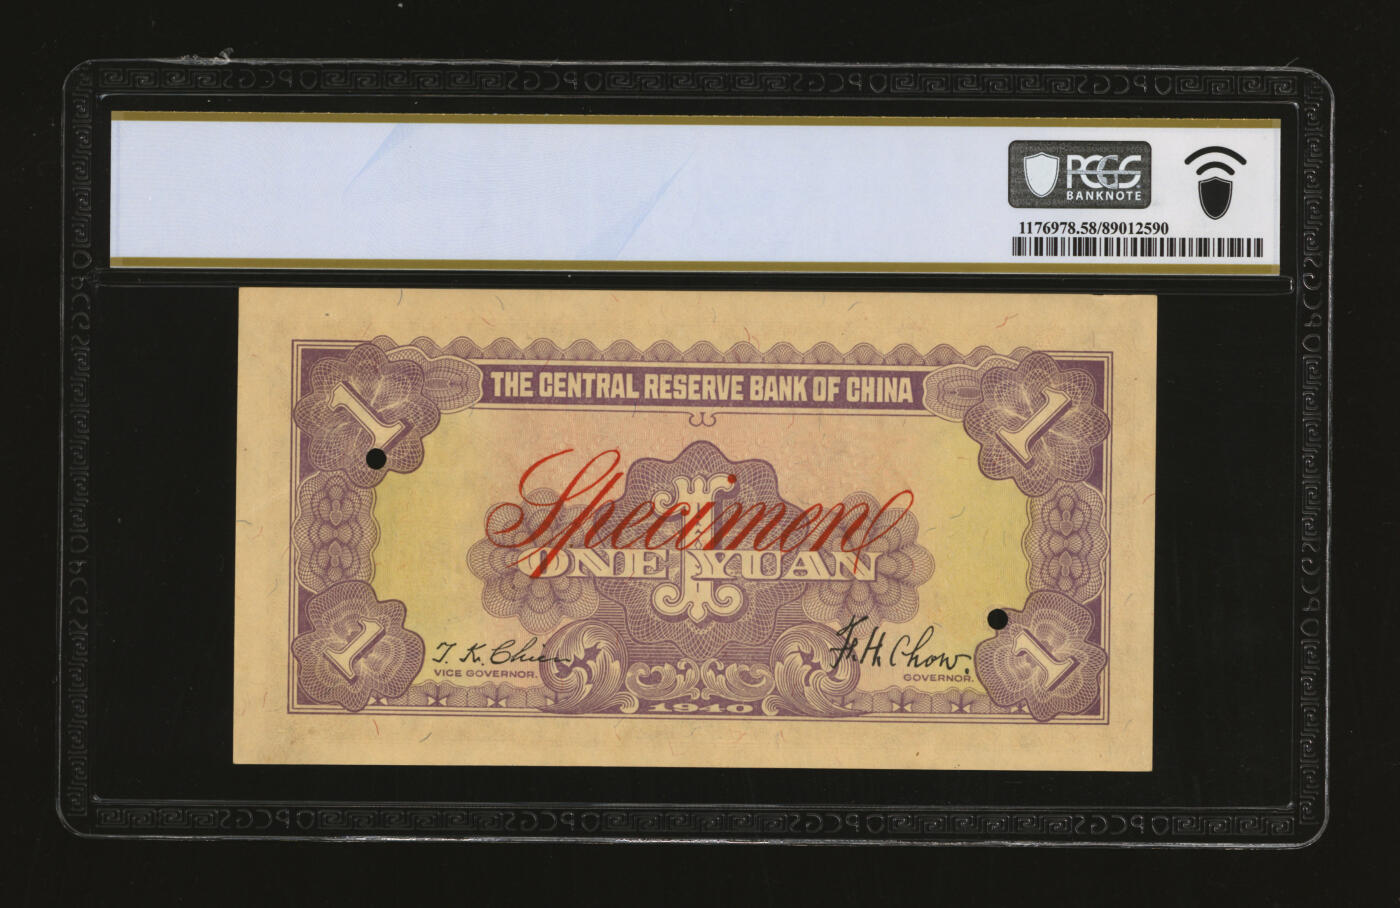 PCGS
BANKNOTE
1176978.58/89012590
THE CENTRAL RESERVE BANK OF CHINA
1 1
1
Specimen
ONE YUAN
1 1
T. K. Chien
F. H. Chow.
VICE GOVERNOR.
GOVERNOR.
1940